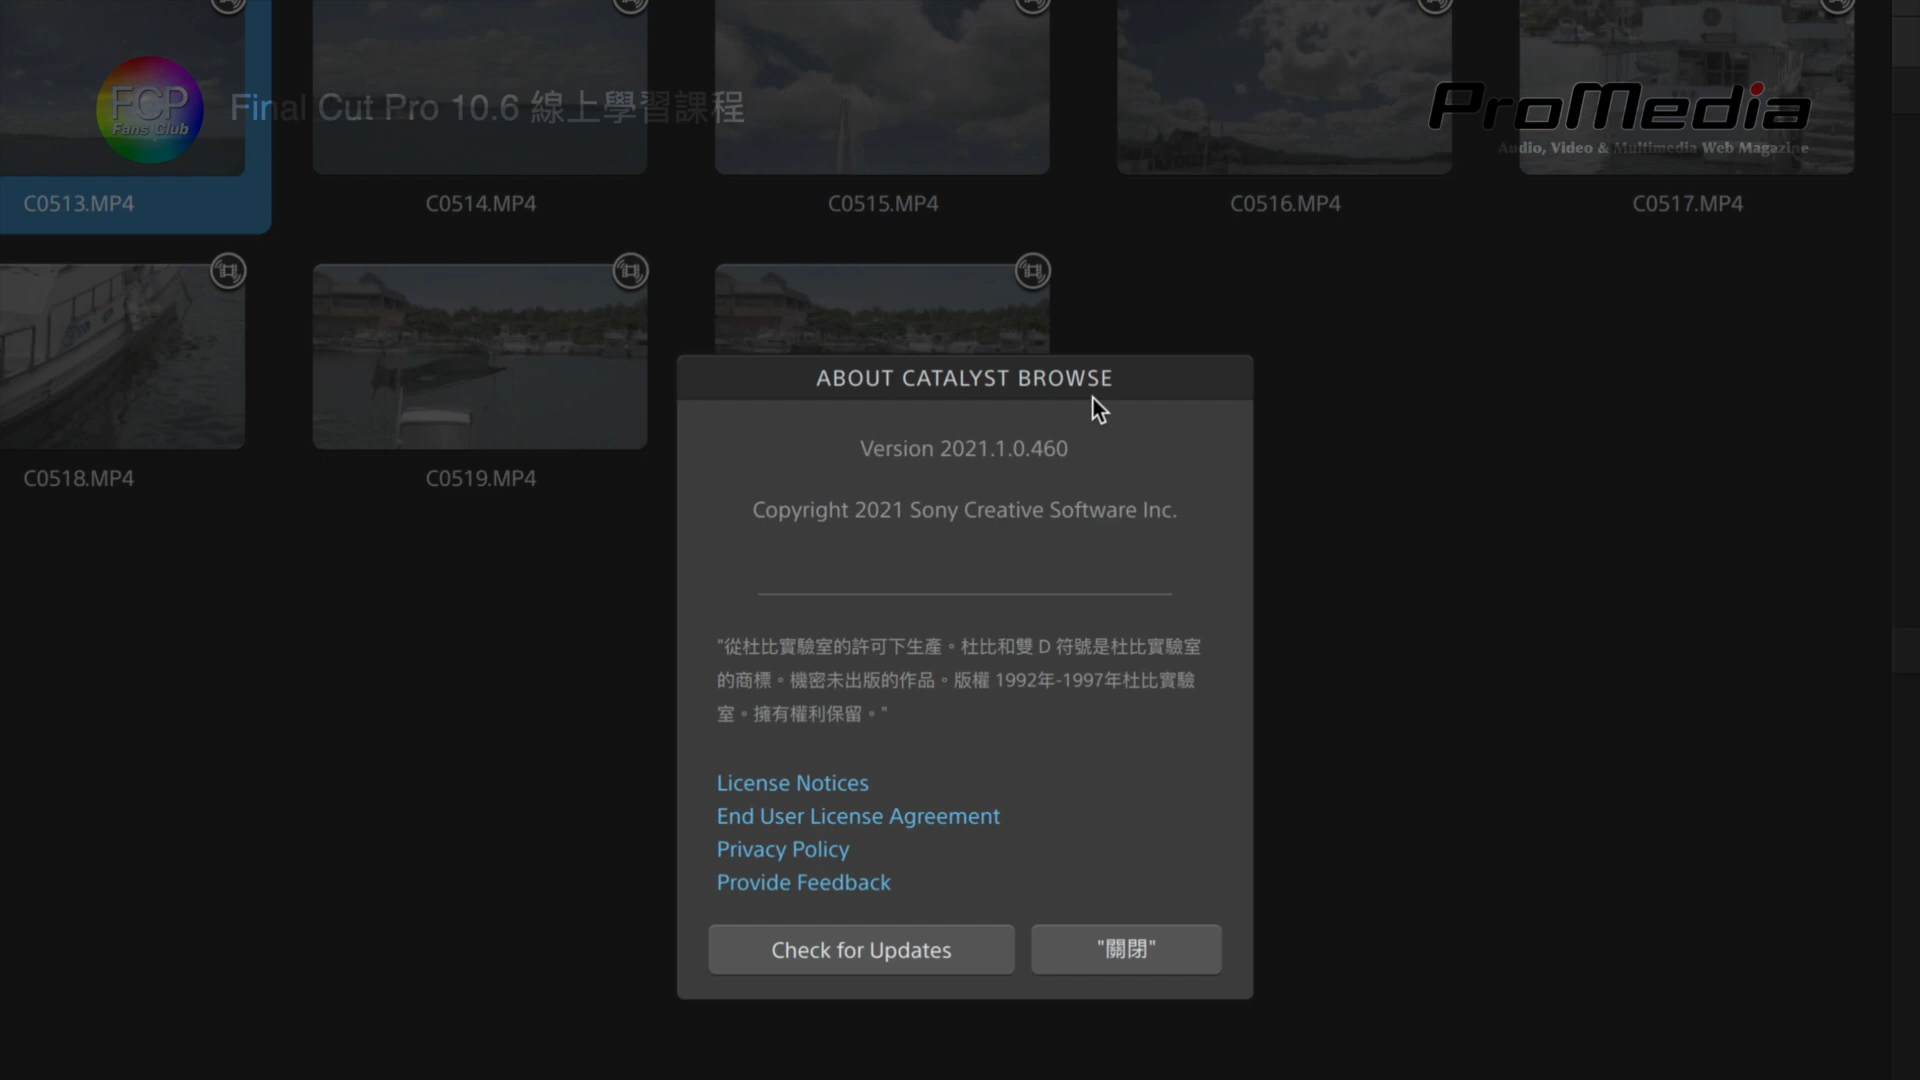 FCP
Fans Club
Final Cut Pro 10.6 線上學習課程
ProMedia
Audio, Video & Multimedia Web Magazine
C0513.MP4
C0514.MP4
C0515.MP4
C0516.MP4
C0517.MP4
C0518.MP4
C0519.MP4
ABOUT CATALYST BROWSE
Version 2021.1.0.460
Copyright 2021 Sony Creative Software Inc.
"從杜比實驗室的許可下生產。杜比和雙 D 符號是杜比實驗室
的商標。機密未出版的作品。版權 1992年-1997年杜比實驗
室。擁有權利保留。"
License Notices
End User License Agreement
Privacy Policy
Provide Feedback
Check for Updates
"關閉"